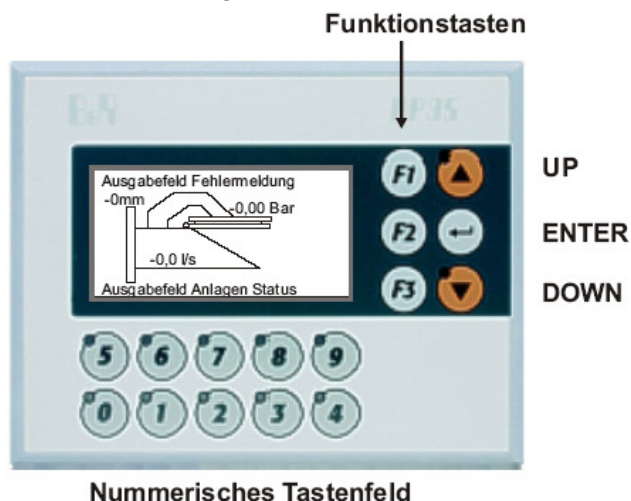 Funktionstasten
B&R
PP35
Ausgabefeld Fehlermeldung
-0mm
-0,00 Bar
-0,0 l/s
Ausgabefeld Anlagen Status
F1
UP
F2
ENTER
F3
DOWN
5 6 7 8 9
0 1 2 3 4
Nummerisches Tastenfeld